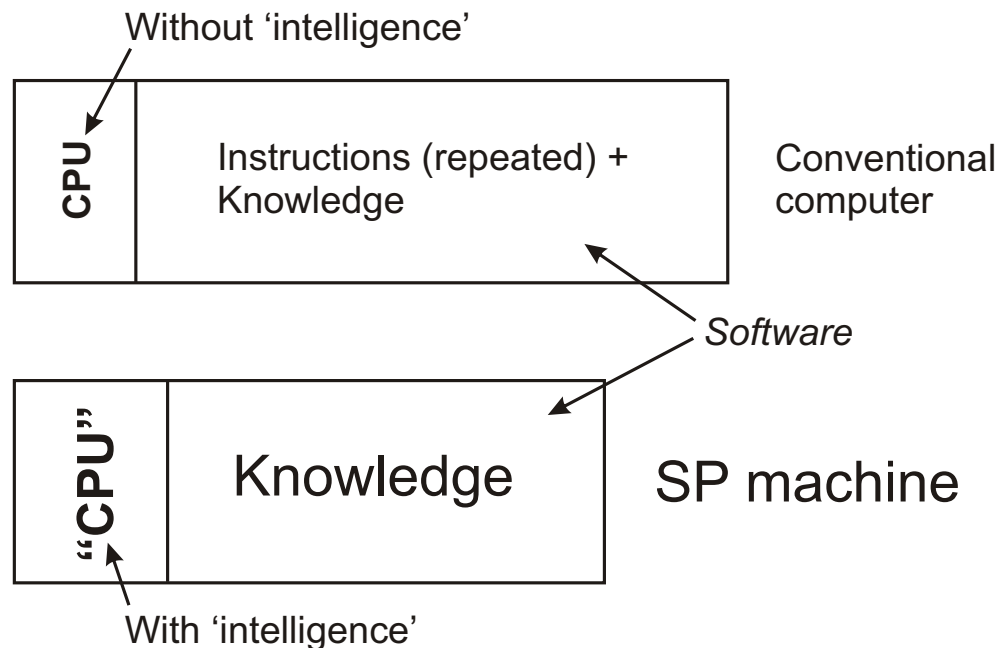 Without ‘intelligence’
CPU
Instructions (repeated) +
Knowledge
Conventional
computer
Software
“CPU”
Knowledge
SP machine
With ‘intelligence’